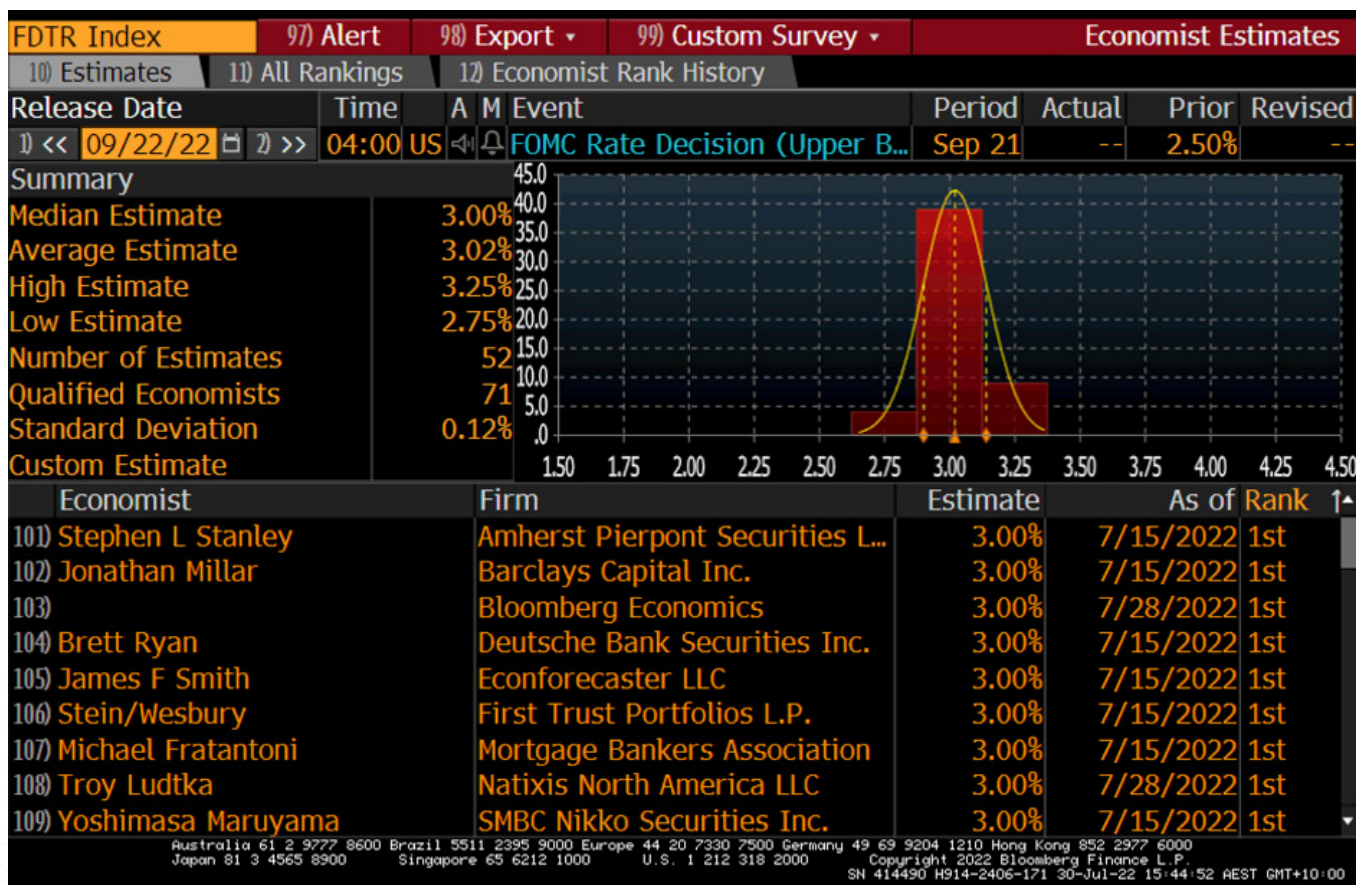 FDTR Index 97) Alert 98) Export 99) Custom Survey Economist Estimates
10) Estimates 11) All Rankings 12) Economist Rank History
Release Date Time A M Event Period Actual Prior Revised
1) << 09/22/22 2) >> 04:00 US FOMC Rate Decision (Upper B... Sep 21 -- 2.50% --
Summary
Median Estimate 3.00%
Average Estimate 3.02%
High Estimate 3.25%
Low Estimate 2.75%
Number of Estimates 52
Qualified Economists 71
Standard Deviation 0.12%
Custom Estimate
45.0
40.0
35.0
30.0
25.0
20.0
15.0
10.0
5.0
.0
1.50 1.75 2.00 2.25 2.50 2.75 3.00 3.25 3.50 3.75 4.00 4.25 4.50
Economist Firm Estimate As of Rank
101) Stephen L Stanley Amherst Pierpont Securities L... 3.00% 7/15/2022 1st
102) Jonathan Millar Barclays Capital Inc. 3.00% 7/15/2022 1st
103) Bloomberg Economics 3.00% 7/28/2022 1st
104) Brett Ryan Deutsche Bank Securities Inc. 3.00% 7/15/2022 1st
105) James F Smith Econforecaster LLC 3.00% 7/15/2022 1st
106) Stein/Wesbury First Trust Portfolios L.P. 3.00% 7/15/2022 1st
107) Michael Fratantoni Mortgage Bankers Association 3.00% 7/15/2022 1st
108) Troy Ludtka Natixis North America LLC 3.00% 7/28/2022 1st
109) Yoshimasa Maruyama SMBC Nikko Securities Inc. 3.00% 7/15/2022 1st
Australia 61 2 9777 8600 Brazil 5511 2395 9000 Europe 44 20 7330 7500 Germany 49 69 9204 1210 Hong Kong 852 2977 6000
Japan 81 3 4565 8900 Singapore 65 6212 1000 U.S. 1 212 318 2000 Copyright 2022 Bloomberg Finance L.P.
SN 414490 H914-2406-171 30-Jul-22 15:44:52 AEST GMT+10:00